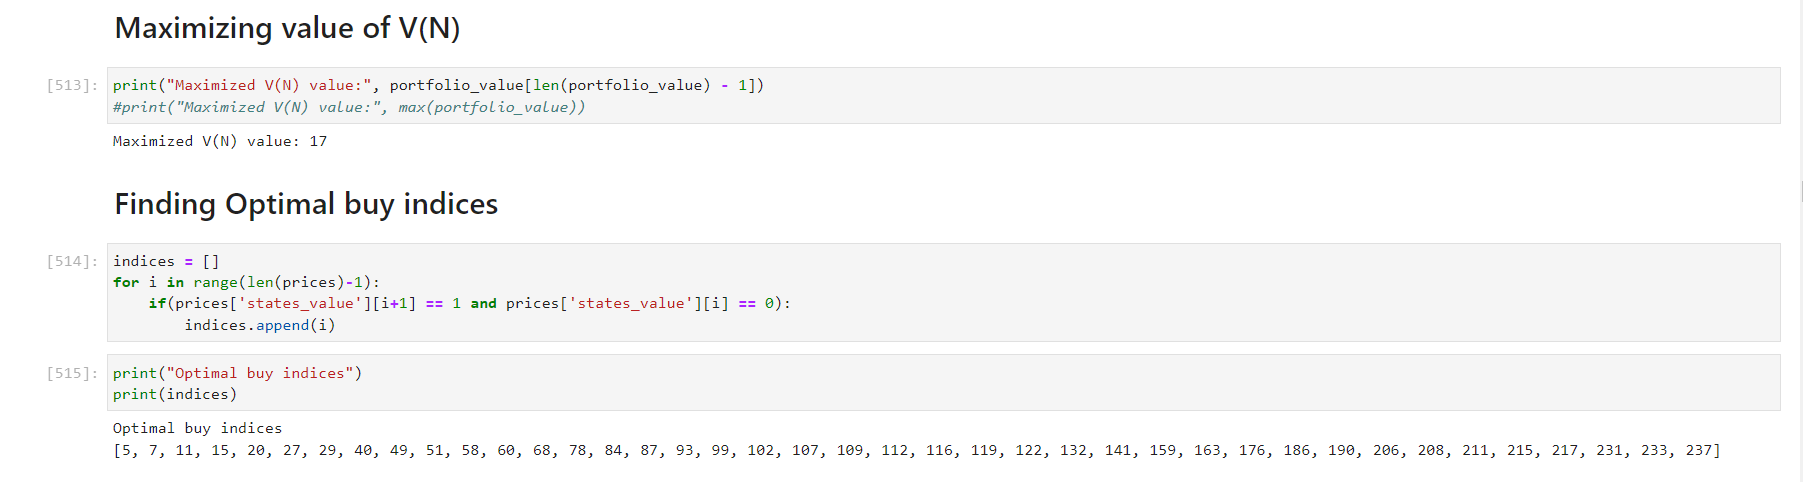 Maximizing value of V(N)
[513]: print("Maximized V(N) value:", portfolio_value[len(portfolio_value) - 1])
#print("Maximized V(N) value:", max(portfolio_value))
Maximized V(N) value: 17
Finding Optimal buy indices
[514]: indices = []
for i in range(len(prices)-1):
    if(prices['states_value'][i+1] == 1 and prices['states_value'][i] == 0):
        indices.append(i)
[515]: print("Optimal buy indices")
print(indices)
Optimal buy indices
[5, 7, 11, 15, 20, 27, 29, 40, 49, 51, 58, 60, 68, 78, 84, 87, 93, 99, 102, 107, 109, 112, 116, 119, 122, 132, 141, 159, 163, 176, 186, 190, 206, 208, 211, 215, 217, 231, 233, 237]